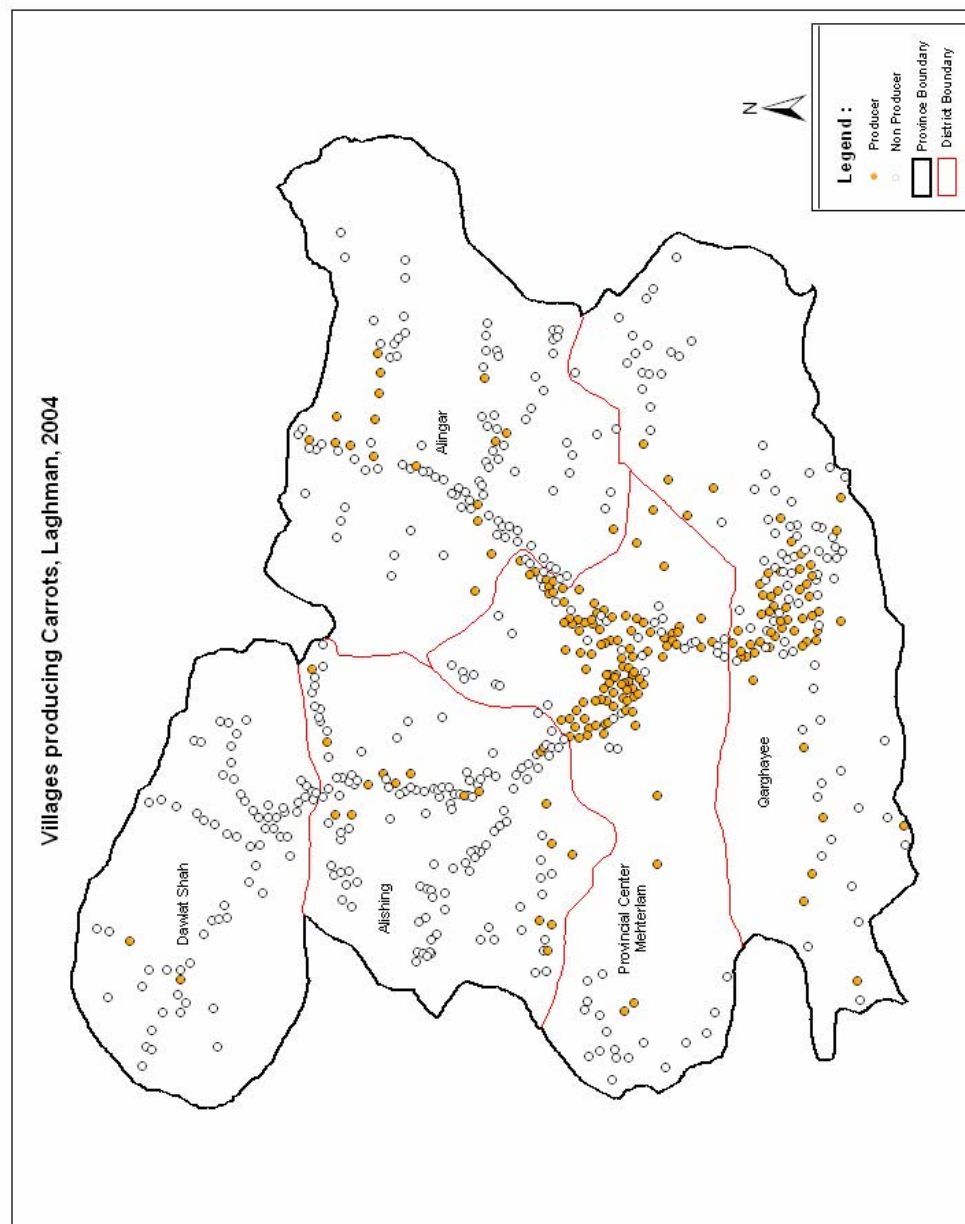 Villages producing Carrots, Laghman, 2004
Dawlat Shah
Alishing
Alingar
Provincial Center
Mehterlam
Qarghayee
N
Legend :
Producer
Non Producer
Province Boundary
District Boundary